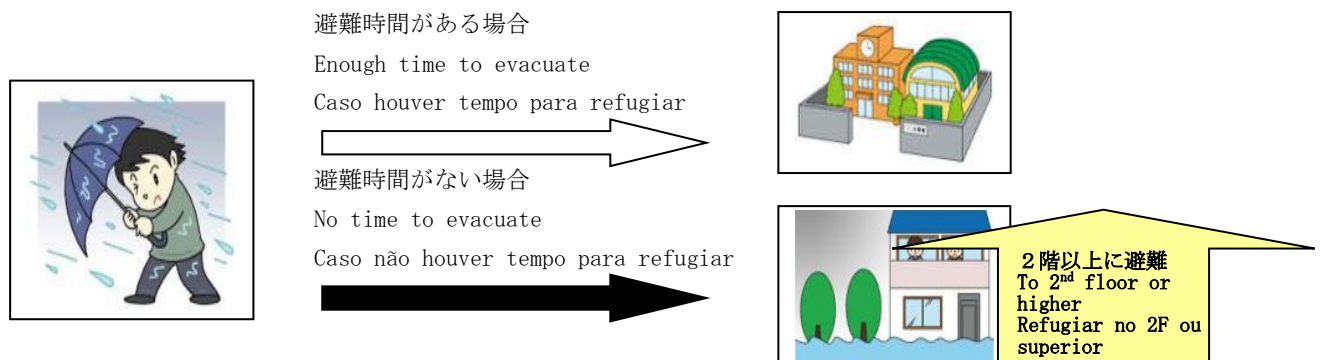 避難時間がある場合
Enough time to evacuate
Caso houver tempo para refugiar
避難時間がない場合
No time to evacuate
Caso não houver tempo para refugiar
２階以上に避難
To 2nd floor or
higher
Refugiar no 2F ou
superior